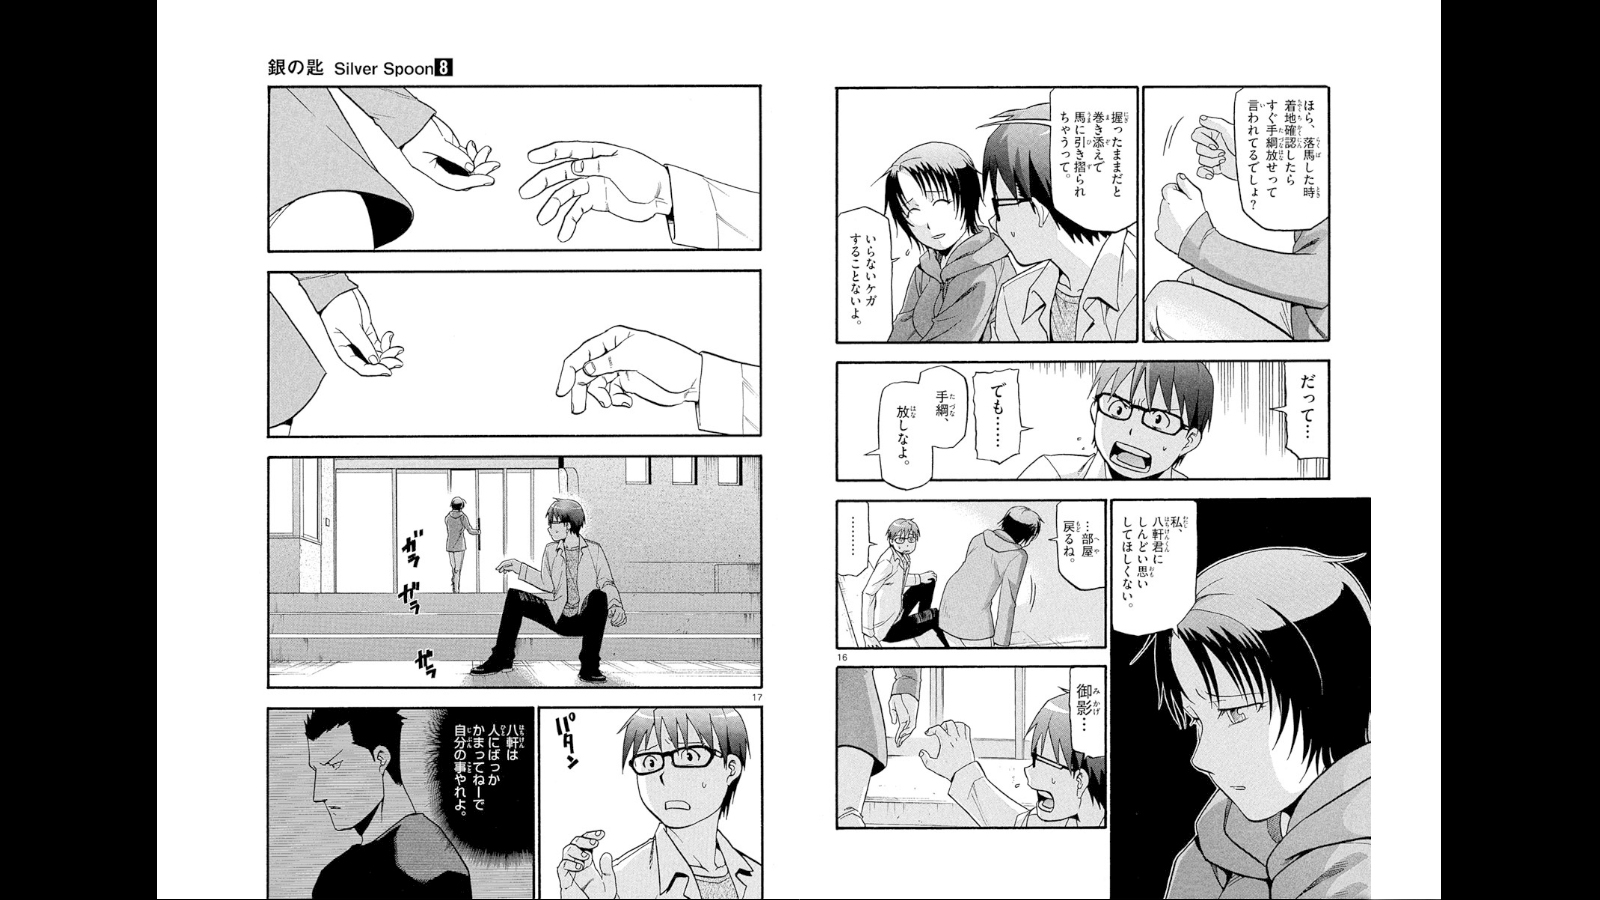 ほら、落馬した時
着地確認したら
すぐ手綱放せって
言われてるでしょ？
握ったままだと
巻き添えで
馬に引き摺られ
ちゃうって。
いらないケガ
することないよ。
だって…
でも……
手綱、
放しなよ。
私、
八軒君に
しんどい思い
してほしくない。
…部屋
戻るね。
………
御影…
16
銀の匙 Silver Spoon 8
ガラ
ガラ
ガラ
17
パタン
八軒は
人にばっか
かまってねーで
自分の事やれよ。